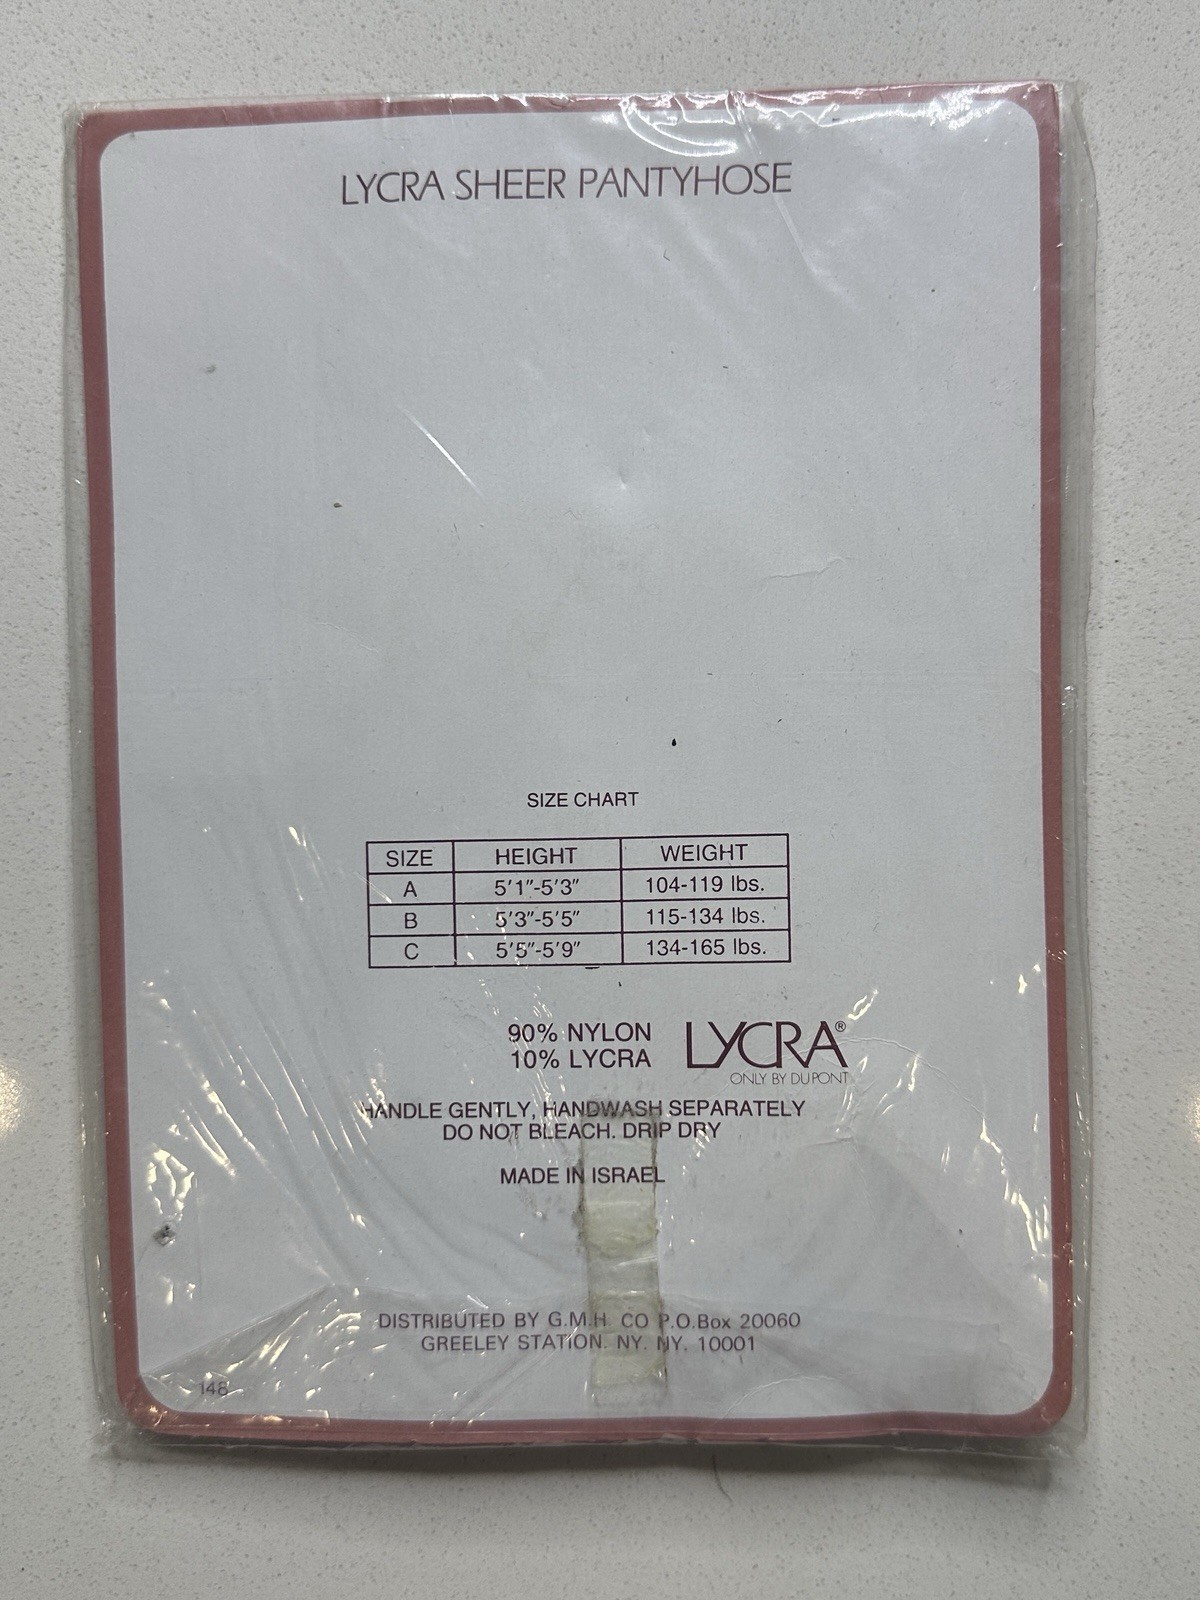 LYCRA SHEER PANTYHOSE
SIZE CHART
SIZE HEIGHT WEIGHT
A 5'1"-5'3" 104-119 lbs.
B 5'3"-5'5" 115-134 lbs.
C 5'5"-5'9" 134-165 lbs.
90% NYLON
10% LYCRA
LYCRA®
ONLY BY DU PONT
HANDLE GENTLY, HANDWASH SEPARATELY
DO NOT BLEACH. DRIP DRY
MADE IN ISRAEL
DISTRIBUTED BY G.M.H. CO P.O.Box 20060
GREELEY STATION. NY. NY. 10001
148